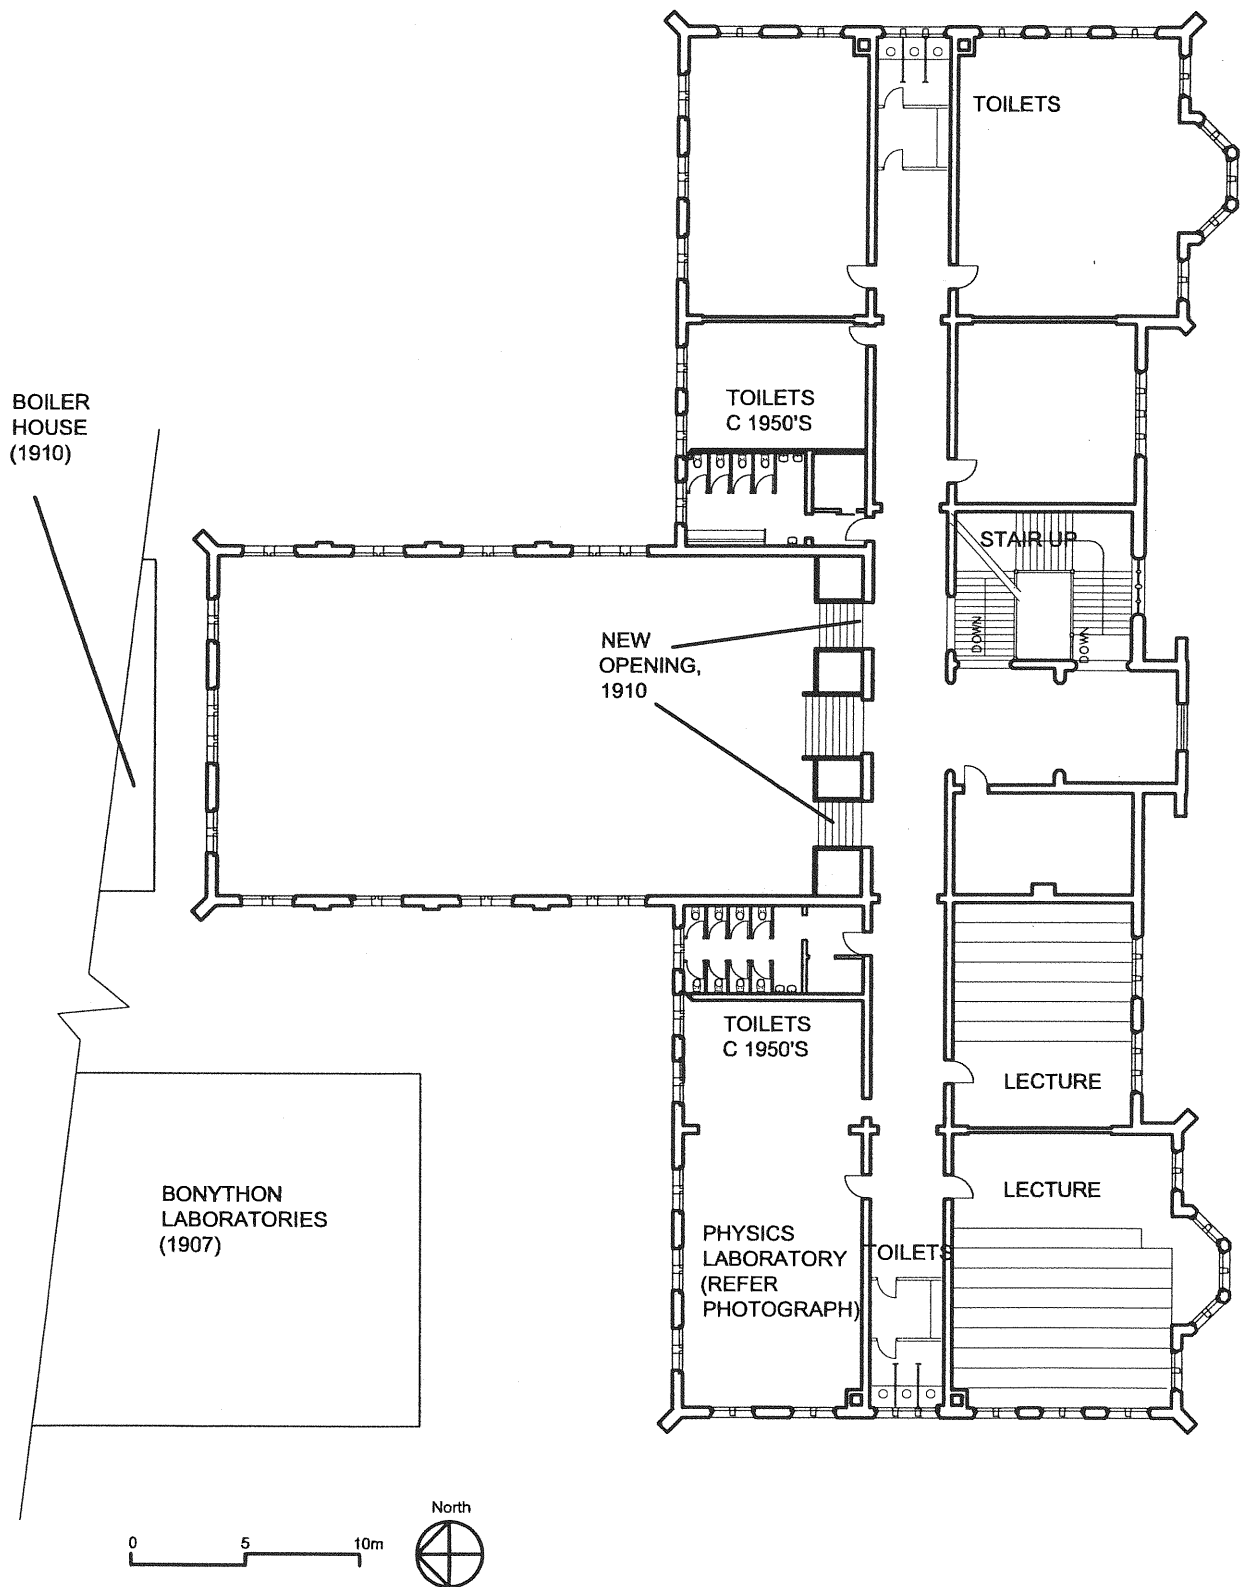 TOILETS
TOILETS
C 1950'S
BOILER
HOUSE
(1910)
STAIR UP
DOWN
DOWN
NEW
OPENING,
1910
TOILETS
C 1950'S
LECTURE
LECTURE
BONYTHON
LABORATORIES
(1907)
PHYSICS
LABORATORY
(REFER
PHOTOGRAPH)
TOILETS
North
0 5 10m